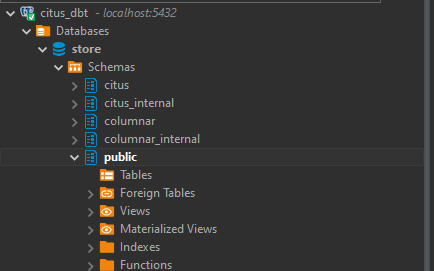 citus_dbt - localhost:5432
Databases
store
Schemas
citus
citus_internal
columnar
columnar_internal
public
Tables
Foreign Tables
Views
Materialized Views
Indexes
Functions